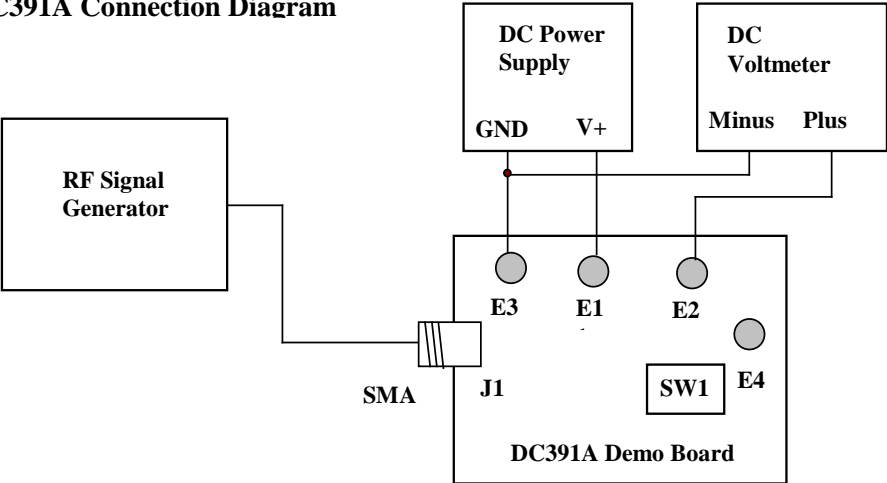 C391A Connection Diagram
DC Power
Supply
GND V+
DC
Voltmeter
Minus Plus
RF Signal
Generator
E3 E1 E2
E4
SMA J1 SW1
DC391A Demo Board